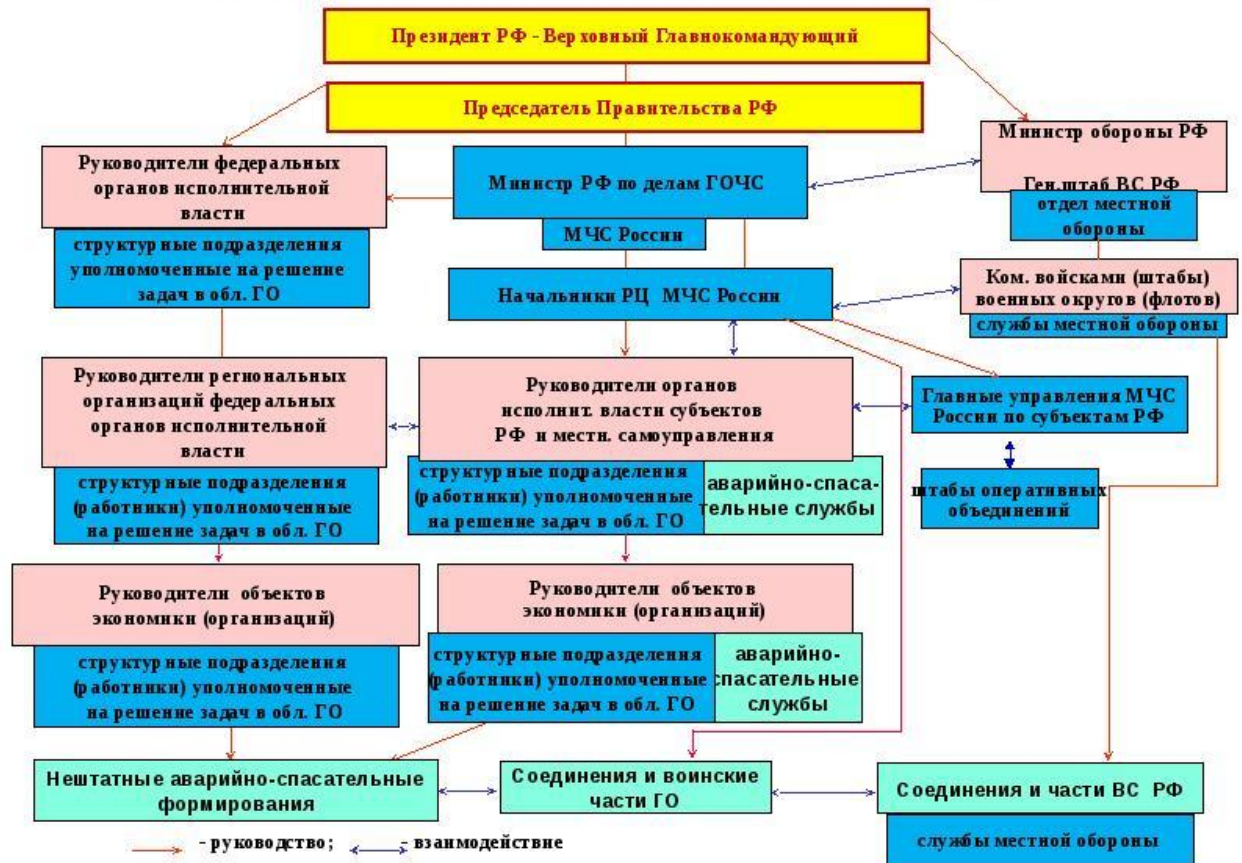 Президент РФ - Верховный Главнокомандующий
Председатель Правительства РФ
Руководители федеральных
органов исполнительной
власти
структурные подразделения
уполномоченные на решение
задач в обл. ГО
Министр РФ по делам ГОЧС
МЧС России
Министр обороны РФ
Ген.штаб ВС РФ
отдел местной
обороны
Начальники РЦ МЧС России
Ком. войсками (штабы)
военных округов (флотов)
службы местной обороны
Руководители региональных
организаций федеральных
органов исполнительной
власти
структурные подразделения
(работники) уполномоченные
на решение задач в обл. ГО
Руководители органов
исполнит. власти субъектов
РФ и местн. самоуправления
структурные подразделения
(работники) уполномоченные
на решение задач в обл. ГО
аварийно-спаса-
тельные службы
Главные управления МЧС
России по субъектам РФ
штабы оперативных
объединений
Руководители объектов
экономики (организаций)
структурные подразделения
(работники) уполномоченные
на решение задач в обл. ГО
Руководители объектов
экономики (организаций)
структурные подразделения
(работники) уполномоченные
на решение задач в обл. ГО
аварийно-
спасательные
службы
Нештатные аварийно-спасательные
формирования
Соединения и воинские
части ГО
Соединения и части ВС РФ
службы местной обороны
- руководство;
- взаимодействие